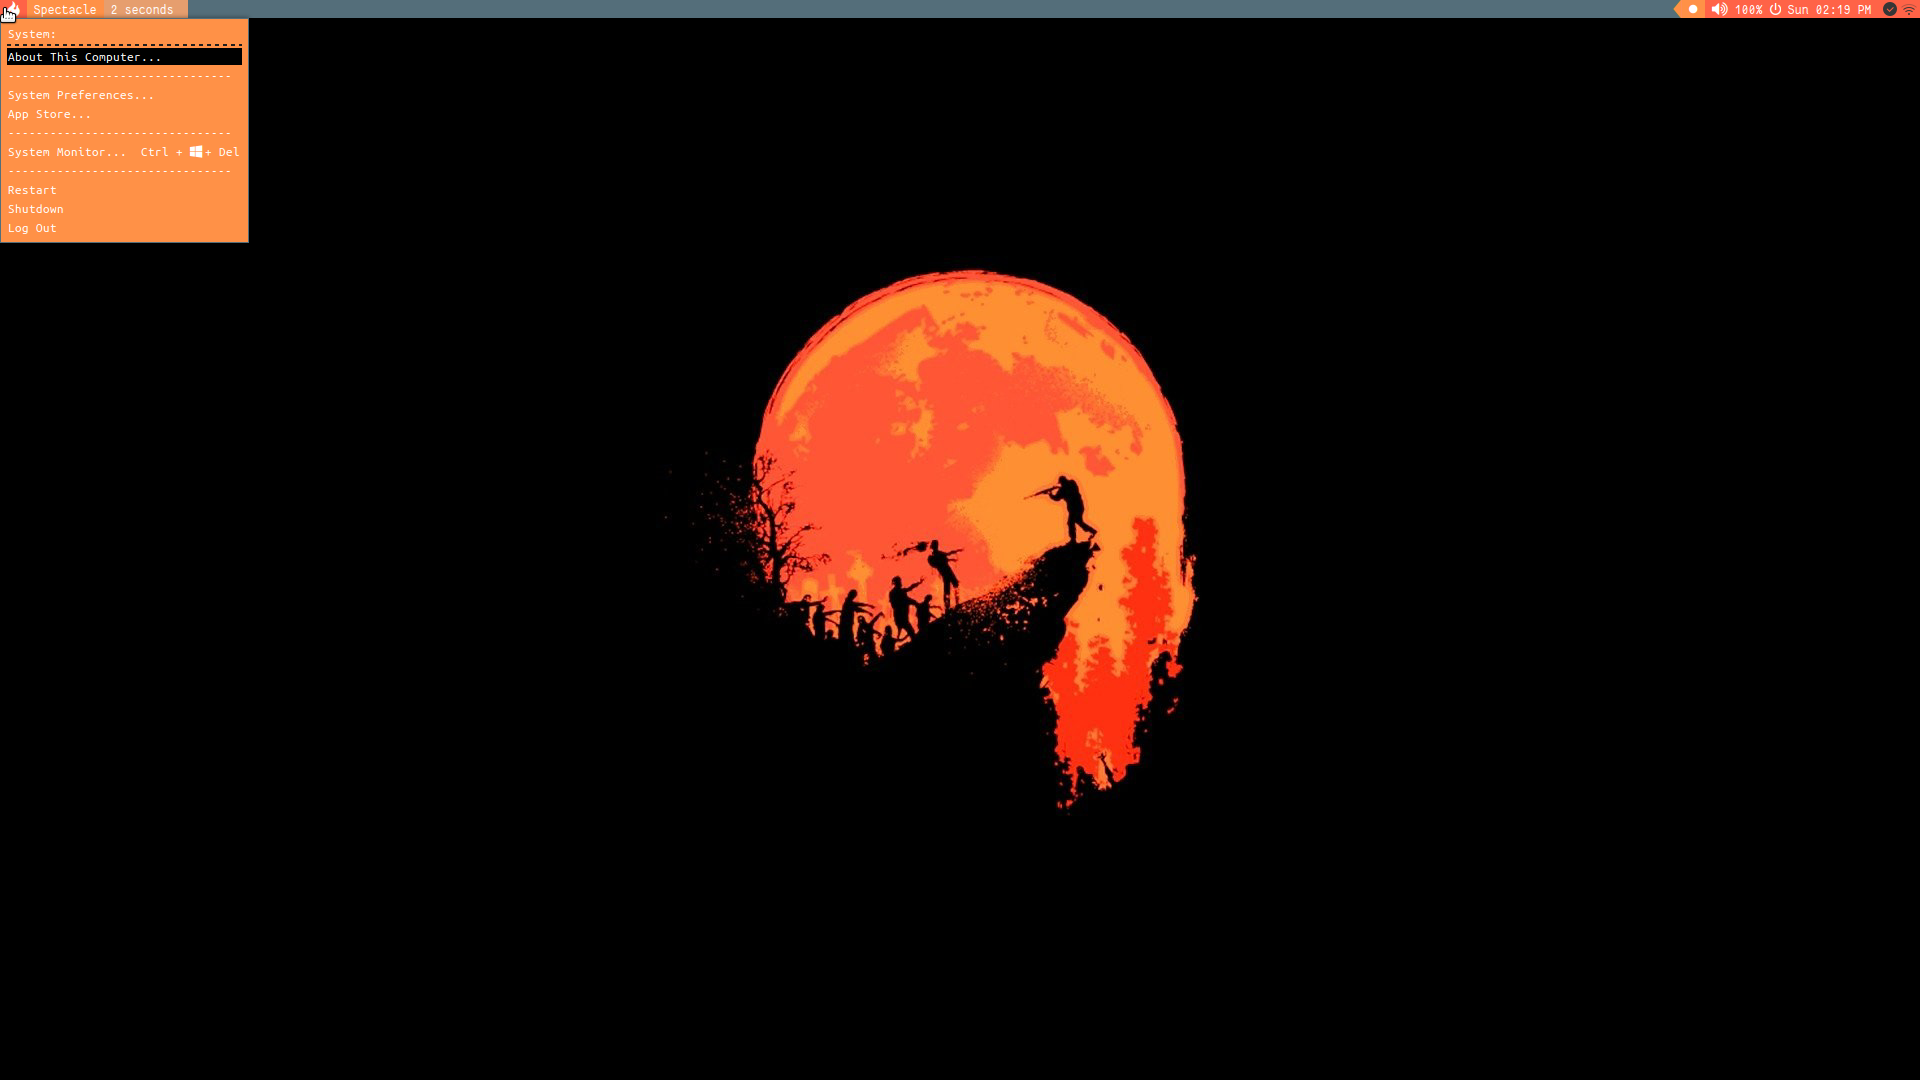 Spectacle 2 seconds
100% Sun 02:19 PM
System:
About This Computer...
--------------------------------
System Preferences...
App Store...
--------------------------------
System Monitor... Ctrl + + Del
--------------------------------
Restart
Shutdown
Log Out